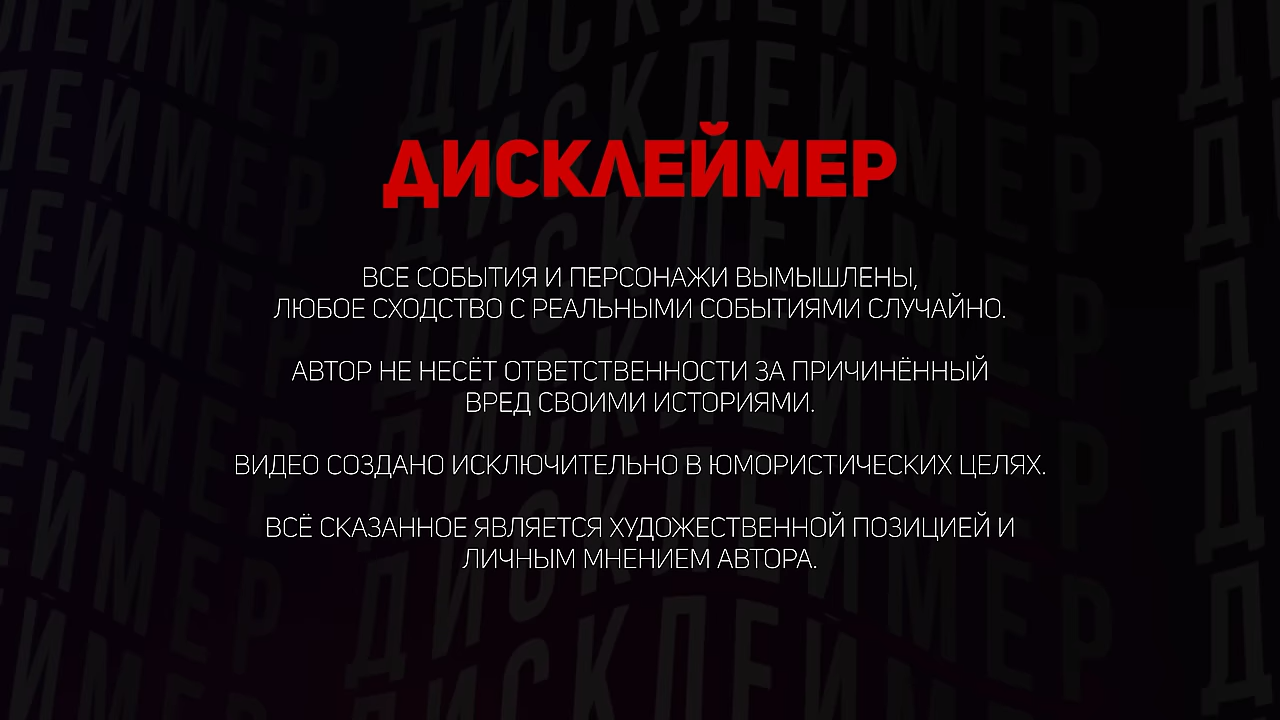 ДИСКЛЕЙМЕР
ВСЕ СОБЫТИЯ И ПЕРСОНАЖИ ВЫМЫШЛЕНЫ,
ЛЮБОЕ СХОДСТВО С РЕАЛЬНЫМИ СОБЫТИЯМИ СЛУЧАЙНО.
АВТОР НЕ НЕСЁТ ОТВЕТСТВЕННОСТИ ЗА ПРИЧИНЁННЫЙ
ВРЕД СВОИМИ ИСТОРИЯМИ.
ВИДЕО СОЗДАНО ИСКЛЮЧИТЕЛЬНО В ЮМОРИСТИЧЕСКИХ ЦЕЛЯХ.
ВСЁ СКАЗАННОЕ ЯВЛЯЕТСЯ ХУДОЖЕСТВЕННОЙ ПОЗИЦИЕЙ И
ЛИЧНЫМ МНЕНИЕМ АВТОРА.